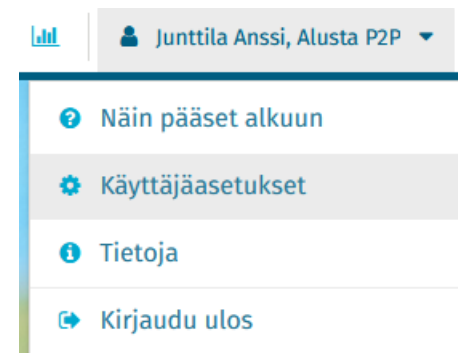 Junttila Anssi, Alusta P2P
Näin pääset alkuun
Käyttäjäasetukset
Tietoja
Kirjaudu ulos